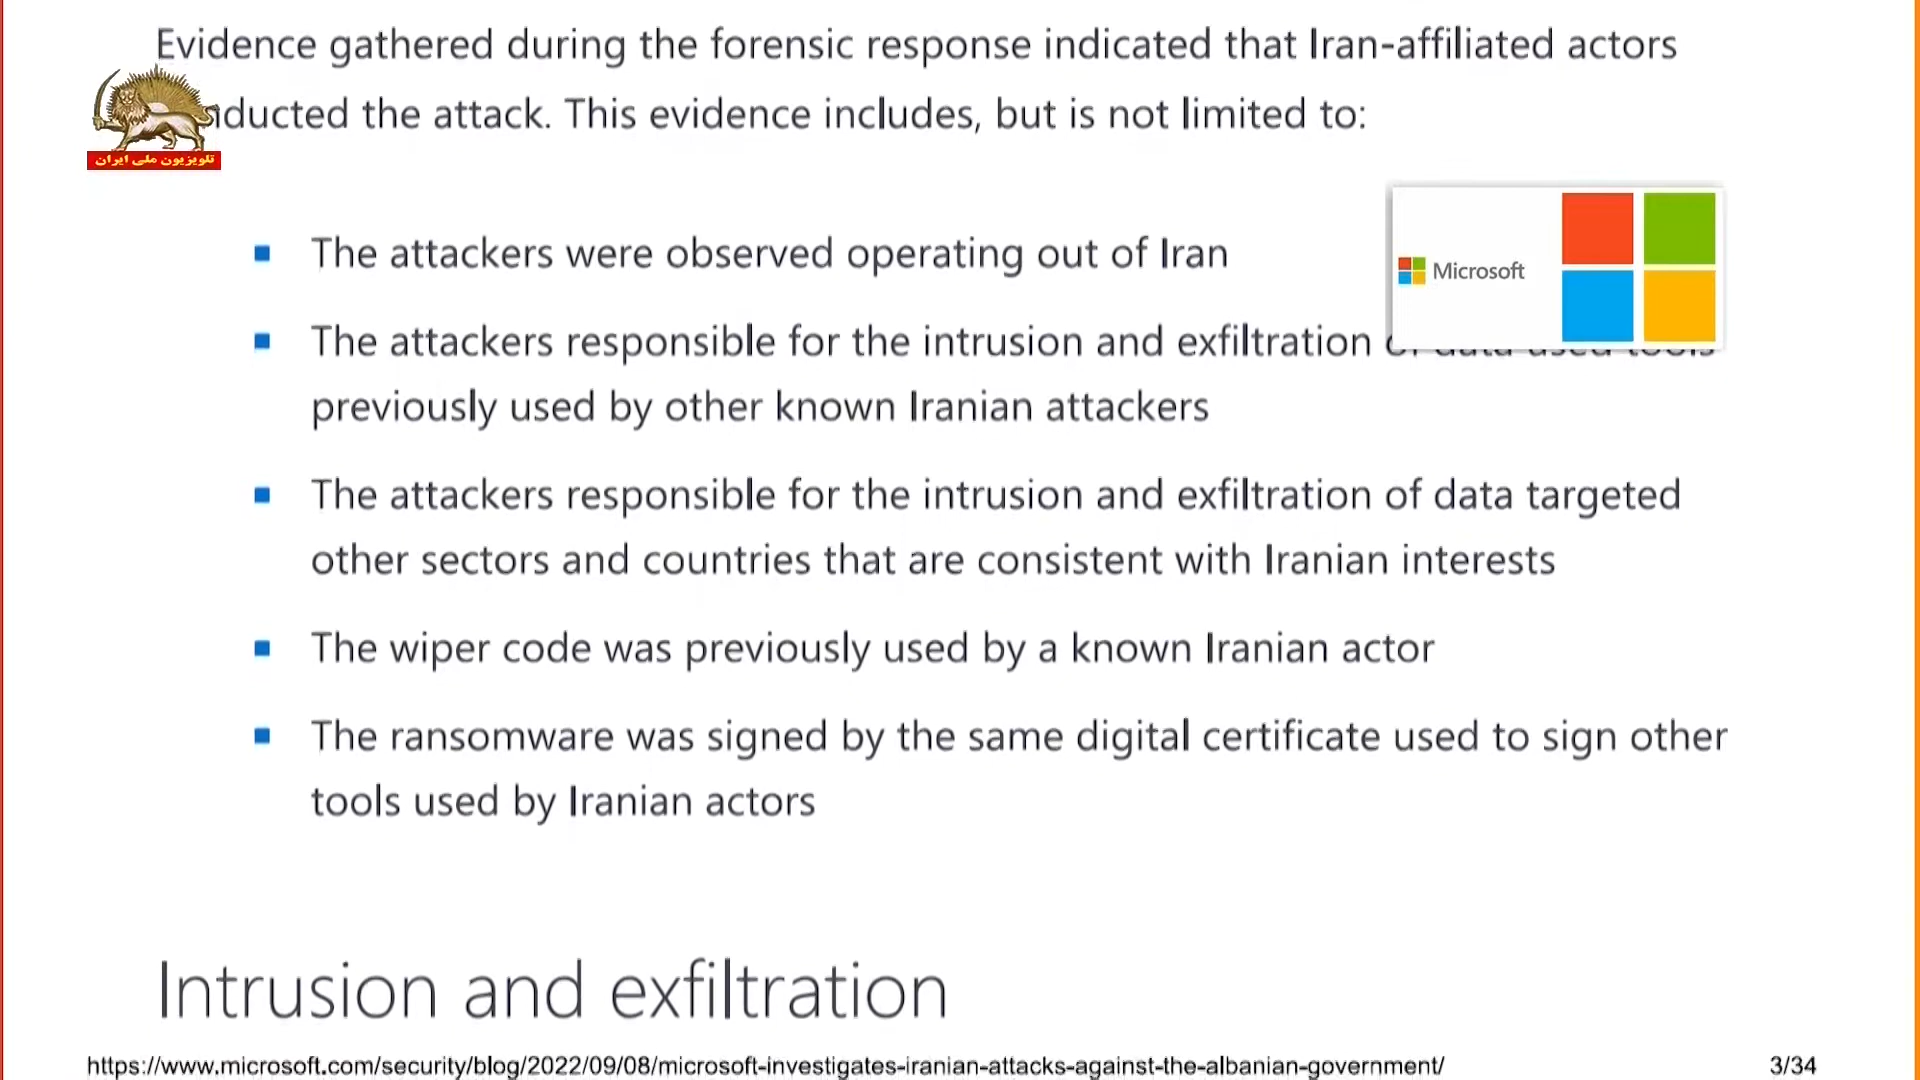 Evidence gathered during the forensic response indicated that Iran-affiliated actors
nducted the attack. This evidence includes, but is not limited to:
تلویزیون ملی ایران
Microsoft
The attackers were observed operating out of Iran
The attackers responsible for the intrusion and exfiltration of data used tools
previously used by other known Iranian attackers
The attackers responsible for the intrusion and exfiltration of data targeted
other sectors and countries that are consistent with Iranian interests
The wiper code was previously used by a known Iranian actor
The ransomware was signed by the same digital certificate used to sign other
tools used by Iranian actors
Intrusion and exfiltration
https://www.microsoft.com/security/blog/2022/09/08/microsoft-investigates-iranian-attacks-against-the-albanian-government/ 3/34